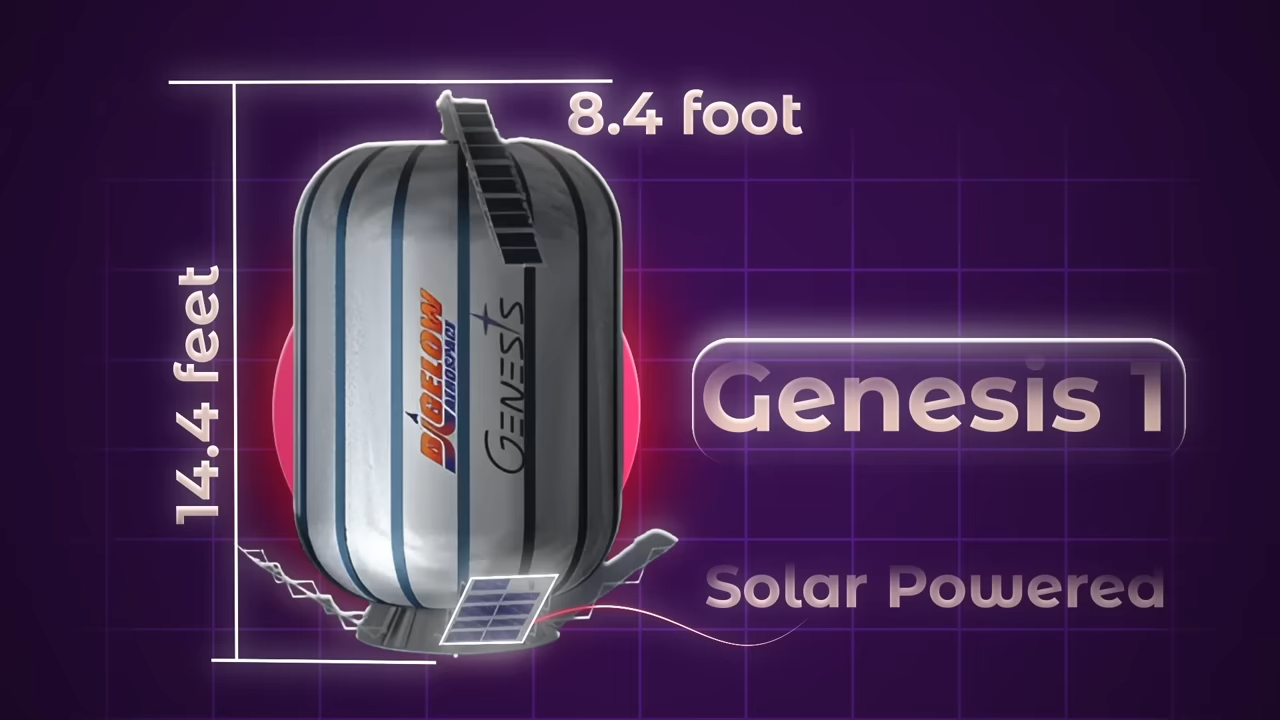 8.4 foot
14.4 feet
BIGELOW
AEROSPACE
GENESIS
Genesis 1
Solar Powered